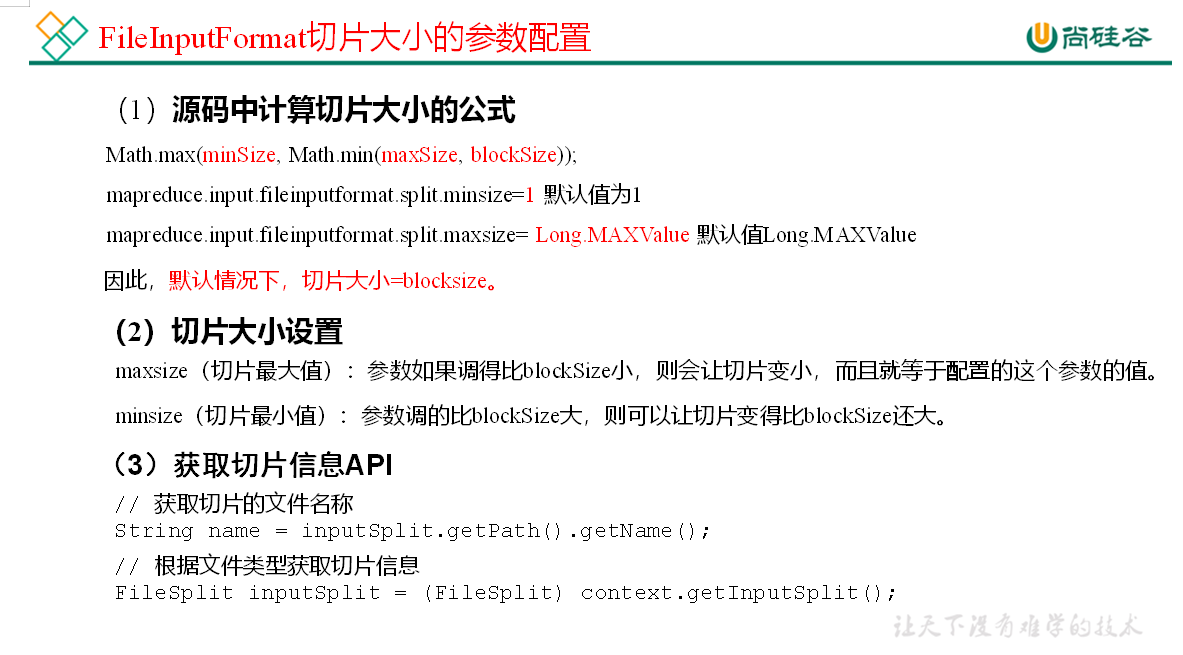 FileInputFormat切片大小的参数配置
尚硅谷
（1）源码中计算切片大小的公式
Math.max(minSize, Math.min(maxSize, blockSize));
mapreduce.input.fileinputformat.split.minsize=1 默认值为1
mapreduce.input.fileinputformat.split.maxsize= Long.MAXValue 默认值Long.MAXValue
因此，默认情况下，切片大小=blocksize。
（2）切片大小设置
maxsize（切片最大值）：参数如果调得比blockSize小，则会让切片变小，而且就等于配置的这个参数的值。
minsize（切片最小值）：参数调的比blockSize大，则可以让切片变得比blockSize还大。
（3）获取切片信息API
// 获取切片的文件名称
String name = inputSplit.getPath().getName();
// 根据文件类型获取切片信息
FileSplit inputSplit = (FileSplit) context.getInputSplit();
让天下没有难学的技术